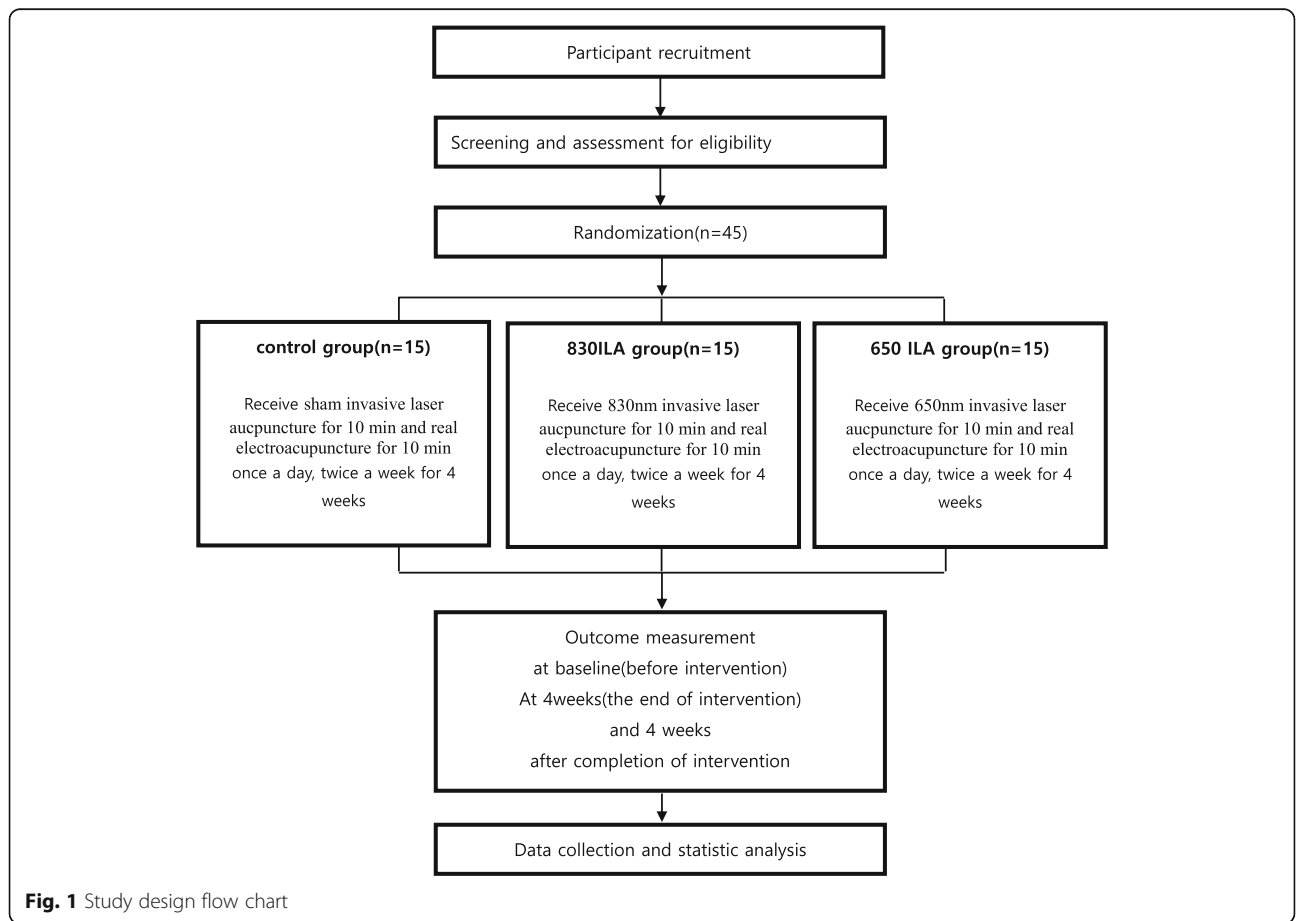 Participant recruitment
Screening and assessment for eligibility
Randomization(n=45)
control group(n=15)
Receive sham invasive laser
aucpuncture for 10 min and real
electroacupuncture for 10 min
once a day, twice a week for 4
weeks
830ILA group(n=15)
Receive 830nm invasive laser
aucpuncture for 10 min and real
electroacupuncture for 10 min
once a day, twice a week for 4
weeks
650 ILA group(n=15)
Receive 650nm invasive laser
aucpuncture for 10 min and real
electroacupuncture for 10 min
once a day, twice a week for 4
weeks
Outcome measurement
at baseline(before intervention)
At 4weeks(the end of intervention)
and 4 weeks
after completion of intervention
Data collection and statistic analysis
Fig. 1 Study design flow chart